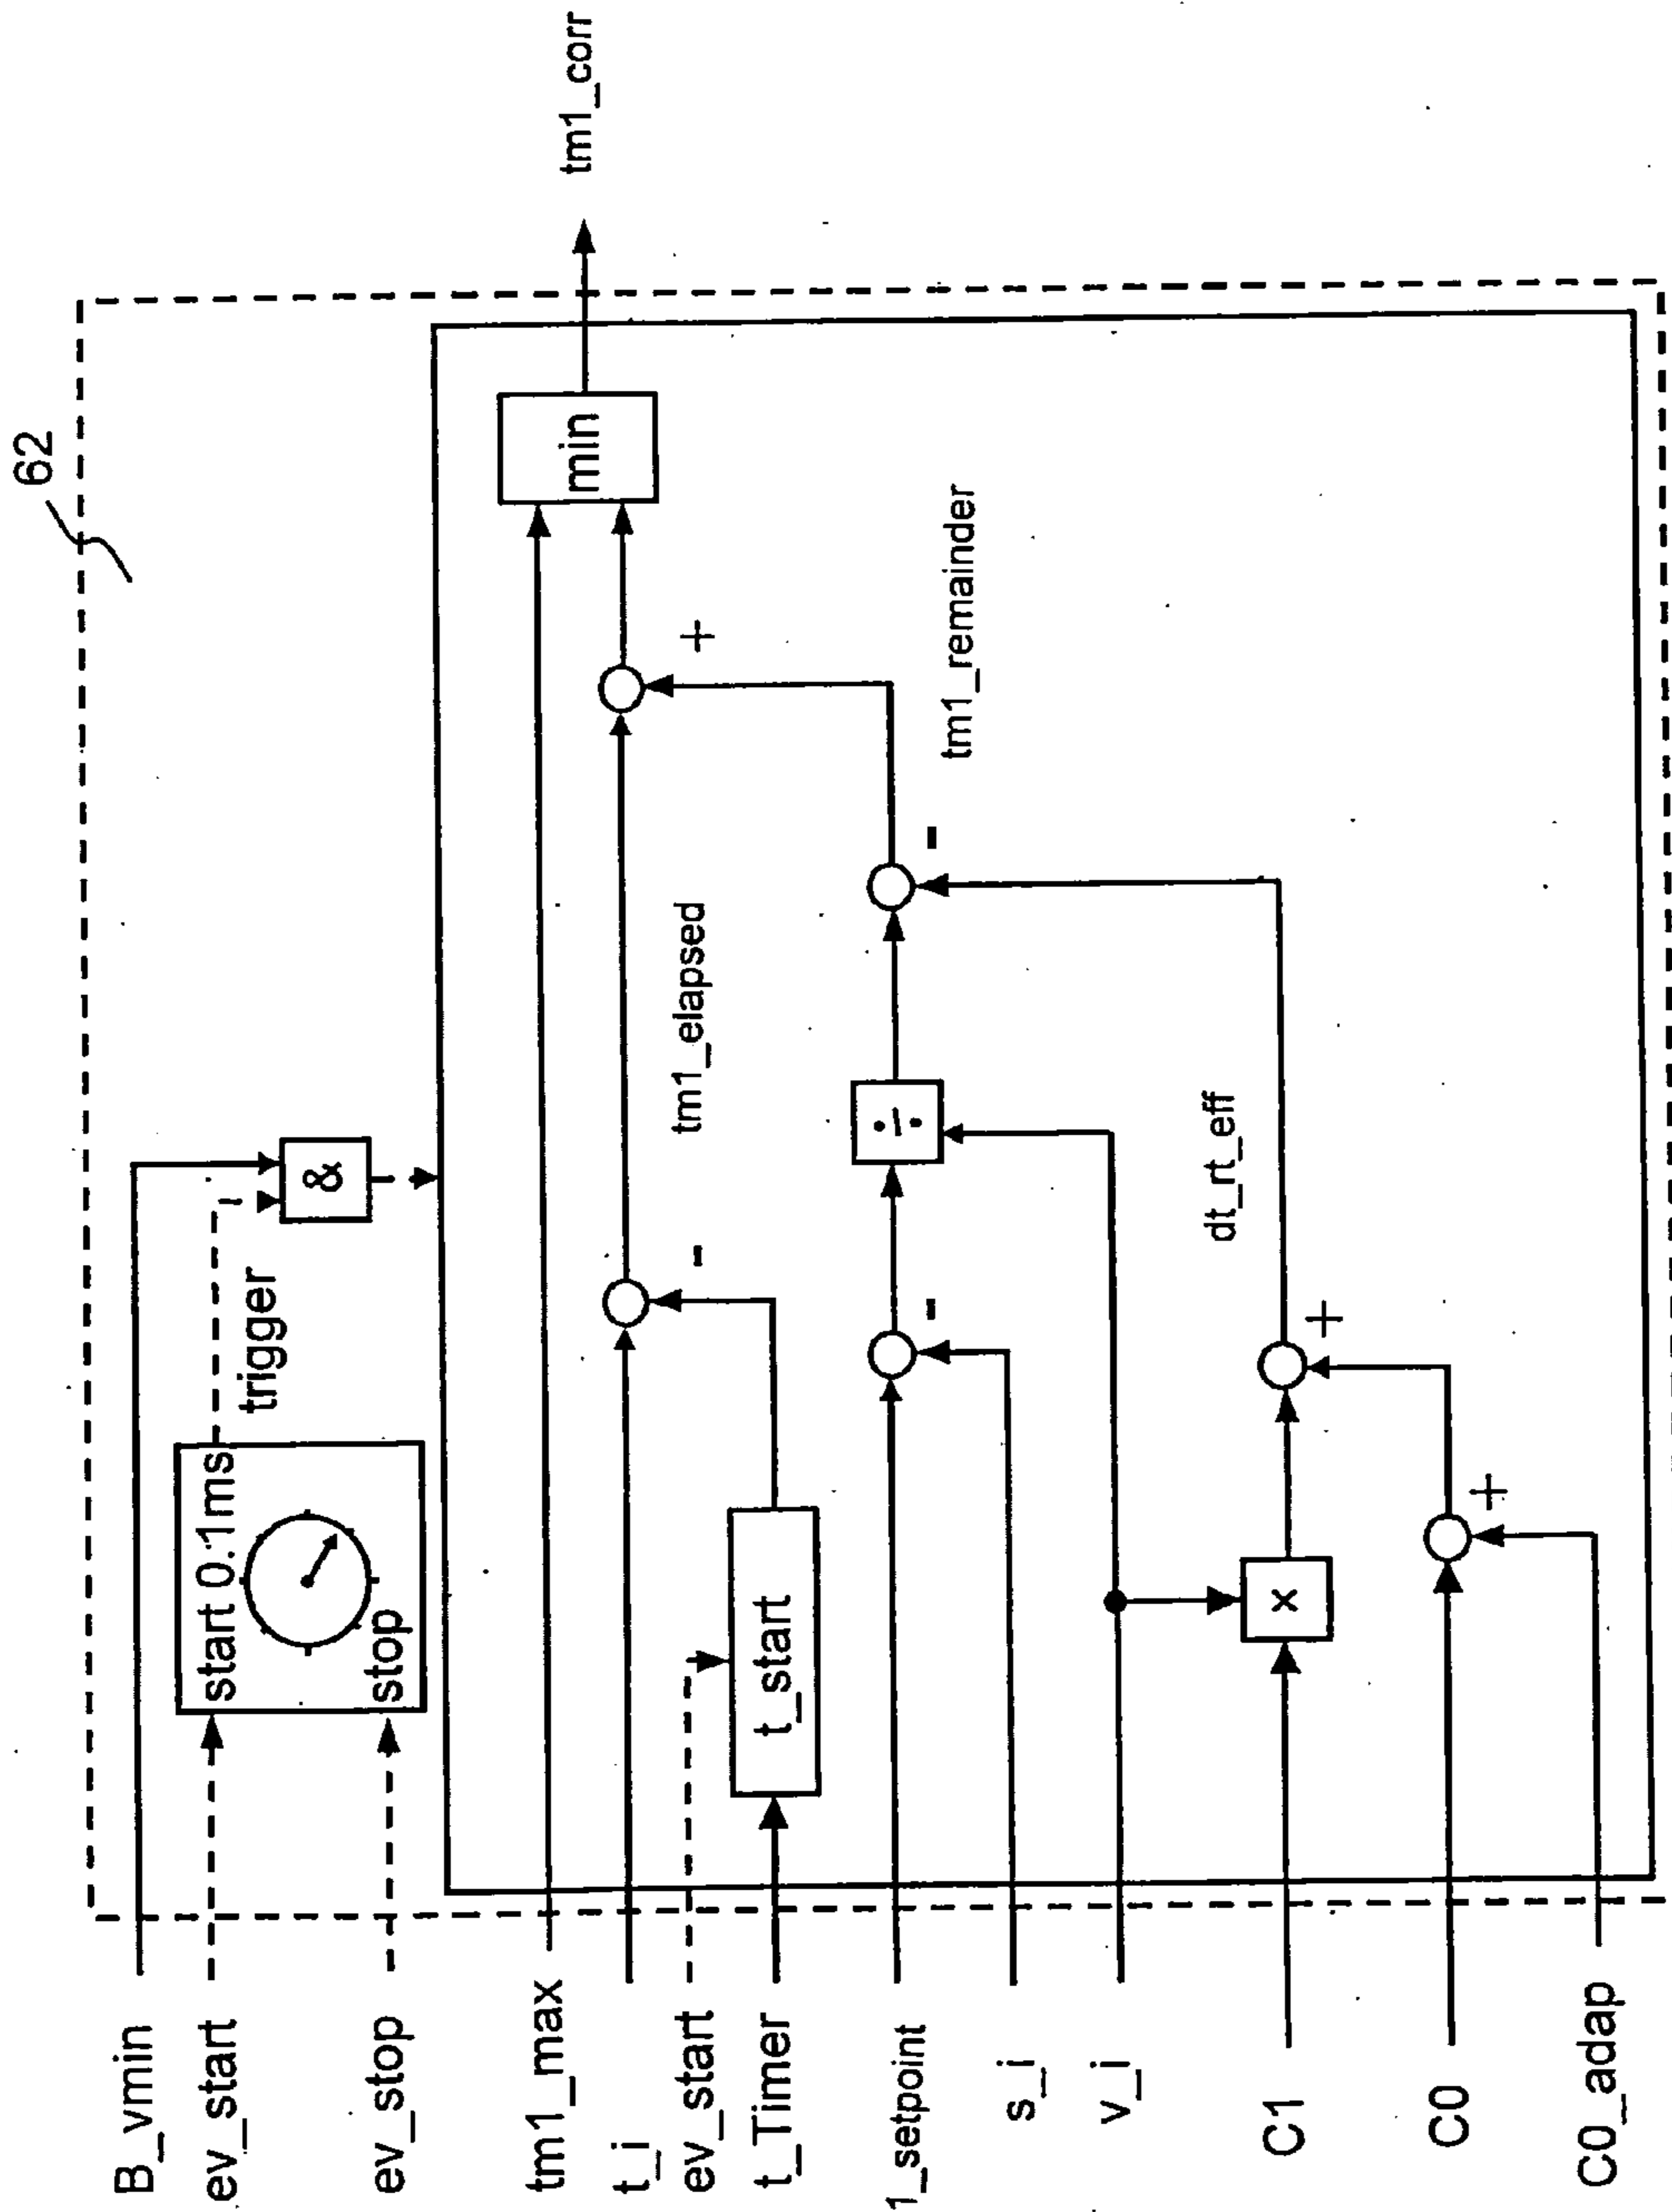 62
B_vmin
ev_start
ev_stop
start 0.1ms
stop
trigger
&
tm1_max
t_i
ev_start
t_Timer
t_start
-
tm1_elapsed
+
min
tm1_corr
1_setpoint
s_i
v_i
-
÷
-
tm1_remainder
C1
x
+
dt_rt_eff
C0
C0_adap
+